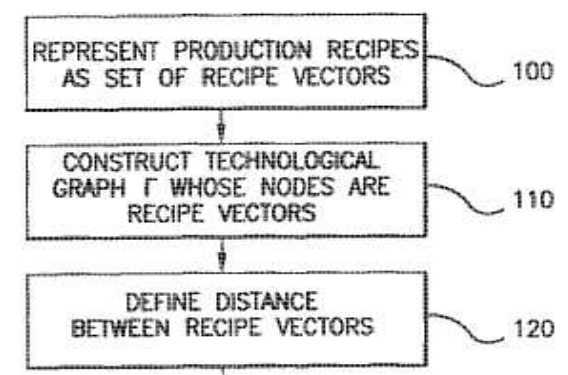 REPRESENT PRODUCTION RECIPES
AS SET OF RECIPE VECTORS
100
CONSTRUCT TECHNOLOGICAL
GRAPH Γ WHOSE NODES ARE
RECIPE VECTORS
110
DEFINE DISTANCE
BETWEEN RECIPE VECTORS
120